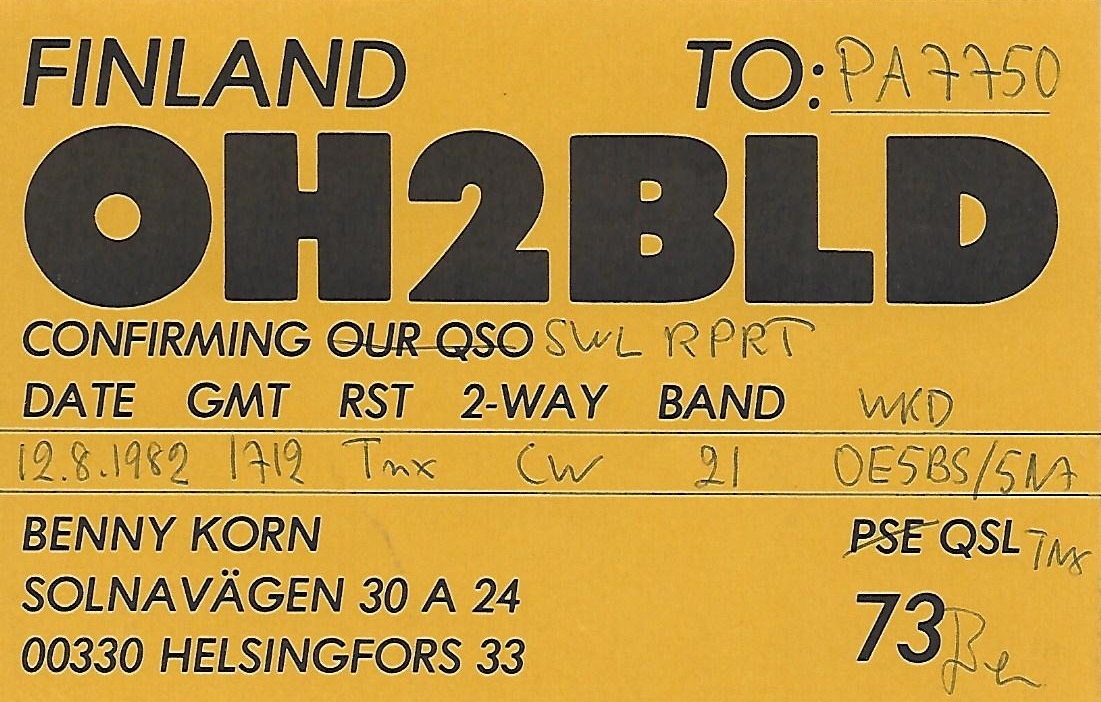 FINLAND TO: PA7750
OH2BLD
CONFIRMING OUR QSO SWL RPRT
DATE GMT RST 2-WAY BAND WKD
12.8.1982 1712 Tnx CW 21 OE5BS/5N7
BENNY KORN
PSE QSL TNX
SOLNAVÄGEN 30 A 24
00330 HELSINGFORS 33
73 Ben